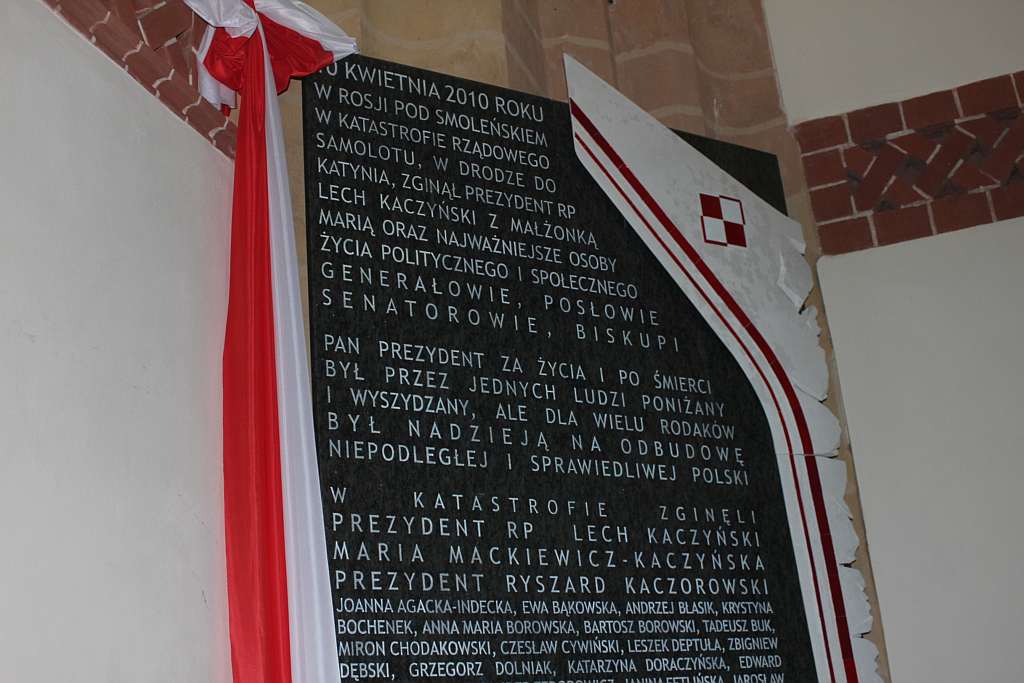 10 KWIETNIA 2010 ROKU
W ROSJI POD SMOLEŃSKIEM
W KATASTROFIE RZĄDOWEGO
SAMOLOTU, W DRODZE DO
KATYNIA, ZGINĄŁ PREZYDENT RP
LECH KACZYŃSKI Z MAŁŻONKĄ
MARIĄ ORAZ NAJWAŻNIEJSZE OSOBY
ŻYCIA POLITYCZNEGO I SPOŁECZNEGO
GENERAŁOWIE, POSŁOWIE
SENATOROWIE, BISKUPI
PAN PREZYDENT ZA ŻYCIA I PO ŚMIERCI
BYŁ PRZEZ JEDNYCH LUDZI PONIŻANY
I WYSZYDZANY, ALE DLA WIELU RODAKÓW
BYŁ NADZIEJĄ NA ODBUDOWĘ
NIEPODLEGŁEJ I SPRAWIEDLIWEJ POLSKI
W KATASTROFIE ZGINĘLI
PREZYDENT RP LECH KACZYŃSKI
MARIA MACKIEWICZ-KACZYŃSKA
PREZYDENT RYSZARD KACZOROWSKI
JOANNA AGACKA-INDECKA, EWA BĄKOWSKA, ANDRZEJ BŁASIK, KRYSTYNA
BOCHENEK, ANNA MARIA BOROWSKA, BARTOSZ BOROWSKI, TADEUSZ BUK,
MIRON CHODAKOWSKI, CZESŁAW CYWIŃSKI, LESZEK DEPTUŁA, ZBIGNIEW
DĘBSKI, GRZEGORZ DOLNIAK, KATARZYNA DORACZYŃSKA, EDWARD
JANINA FETLIŃSKA, JAROSŁAW